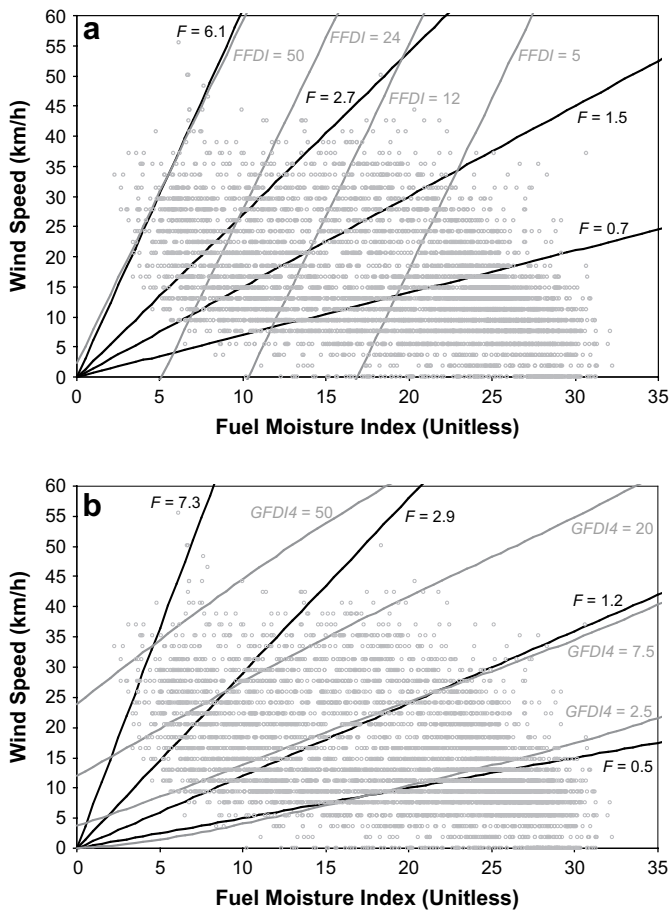 a
Wind Speed (km/h)
60
55
50
45
40
35
30
25
20
15
10
5
0
F = 6.1
FFDI = 50
FFDI = 24
F = 2.7
FFDI = 12
FFDI = 5
F = 1.5
F = 0.7
0 5 10 15 20 25 30 35
Fuel Moisture Index (Unitless)
b
Wind Speed (km/h)
60
55
50
45
40
35
30
25
20
15
10
5
0
F = 7.3
GFDI4 = 50
F = 2.9
GFDI4 = 20
F = 1.2
GFDI4 = 7.5
GFDI4 = 2.5
F = 0.5
0 5 10 15 20 25 30 35
Fuel Moisture Index (Unitless)